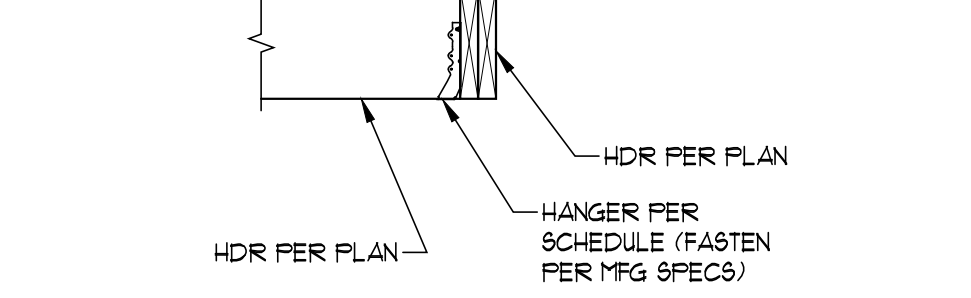 HDR PER PLAN
HANGER PER
SCHEDULE (FASTEN
PER MFG SPECS)
HDR PER PLAN